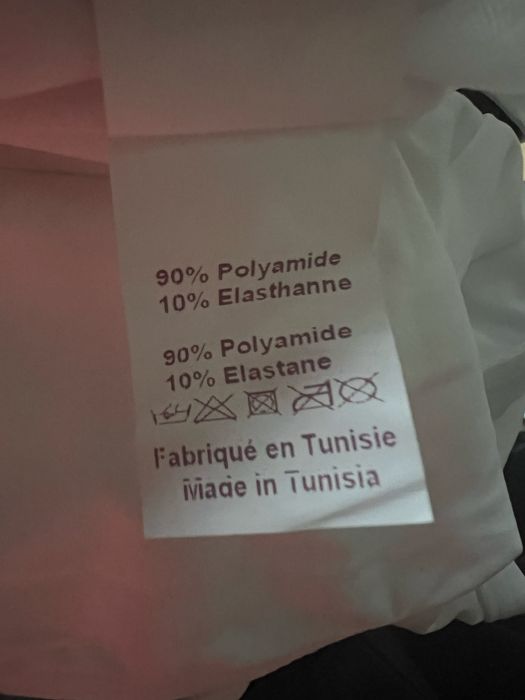 90% Polyamide
10% Elasthanne
90% Polyamide
10% Elastane
Fabriqué en Tunisie
Made in Tunisia